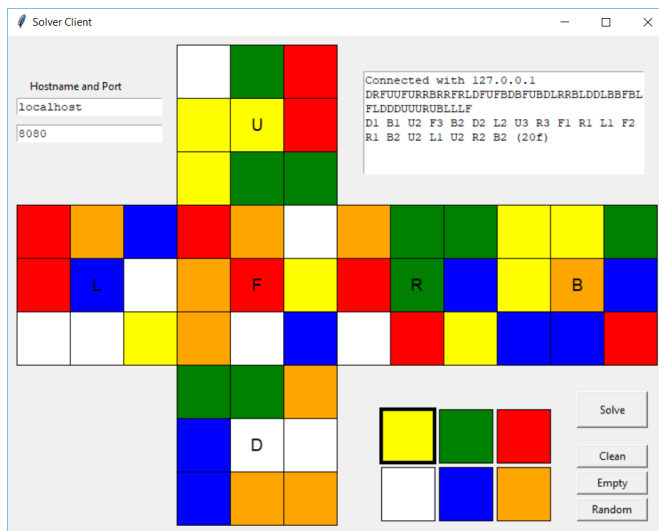 Solver Client
Hostname and Port
localhost
8080
Connected with 127.0.0.1
DRFUUFURRBRRFRLDFUFBDBFUBDLRRBLDDLBBFBL
FLDDDUUURUBLLLF
D1 B1 U2 F3 B2 D2 L2 U3 R3 F1 R1 L1 F2
R1 B2 U2 L1 U2 R2 B2 (20f)
U
L
F
R
B
D
Solve
Clean
Empty
Random